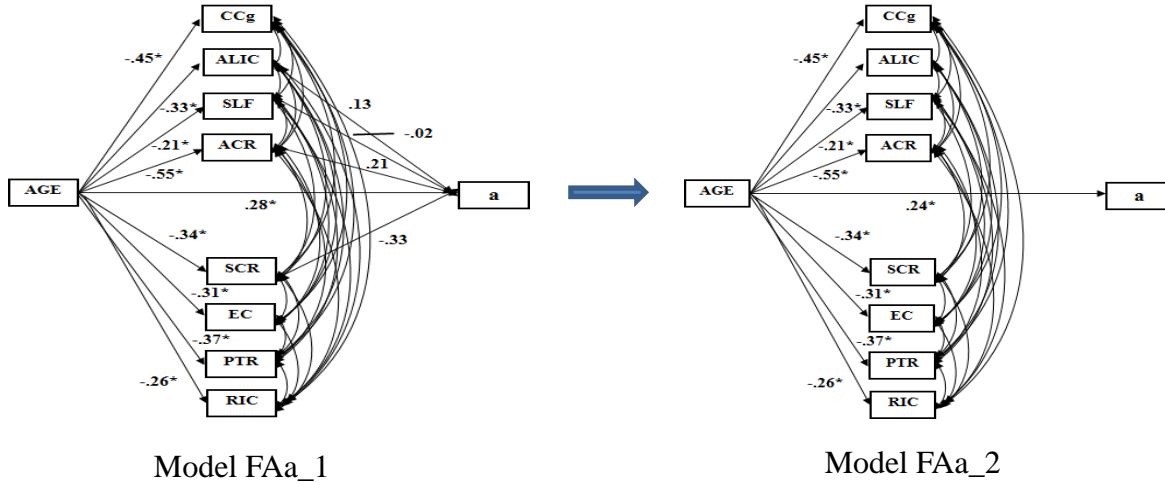 CCg
-.45*
ALIC
.13
-.33*
SLF
-.02
-.21*
ACR
.21
-.55*
AGE
a
.28*
-.34*
-.33
SCR
-.31*
EC
-.37*
PTR
-.26*
RIC
Model FAa_1
CCg
-.45*
ALIC
-.33*
SLF
-.21*
ACR
-.55*
AGE
a
.24*
-.34*
SCR
-.31*
EC
-.37*
PTR
-.26*
RIC
Model FAa_2